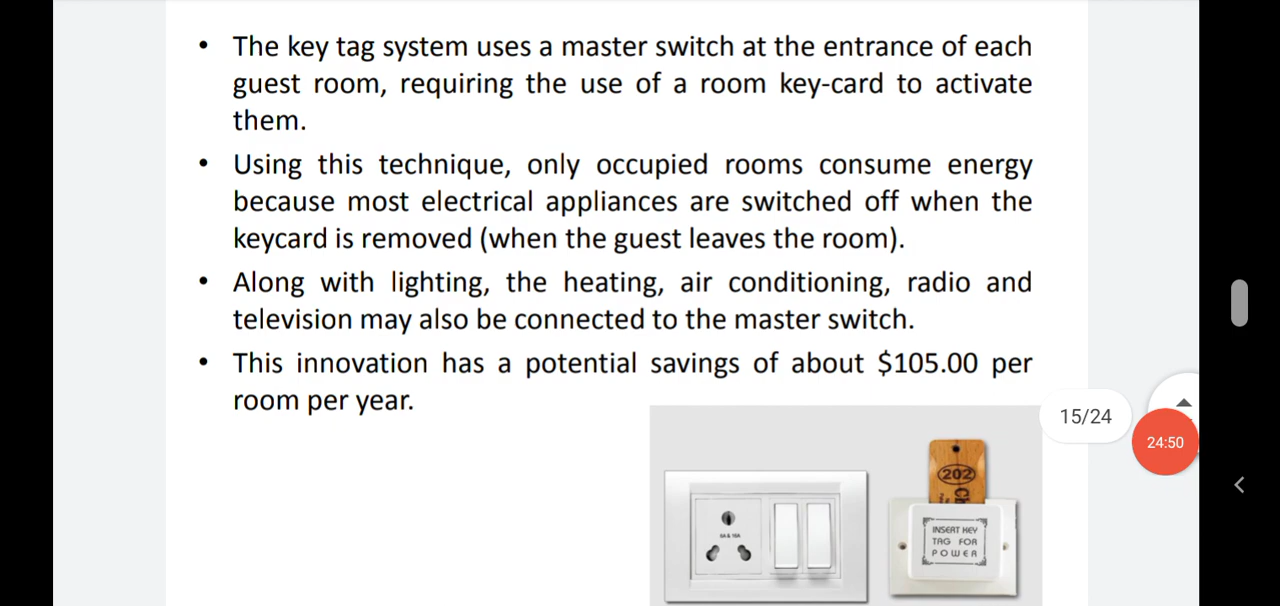 • The key tag system uses a master switch at the entrance of each
guest room, requiring the use of a room key-card to activate
them.
• Using this technique, only occupied rooms consume energy
because most electrical appliances are switched off when the
keycard is removed (when the guest leaves the room).
• Along with lighting, the heating, air conditioning, radio and
television may also be connected to the master switch.
• This innovation has a potential savings of about $105.00 per
room per year.
15/24
24:50
202
Ch
INSERT KEY
TAG FOR
POWER